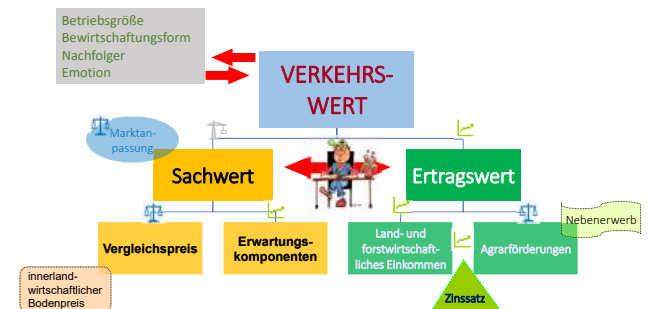 Betriebsgröße
Bewirtschaftungsform
Nachfolger
Emotion
VERKEHRS-
WERT
Marktan-
passung
Sachwert
Ertragswert
Vergleichspreis
Erwartungs-
komponenten
Land- und
forstwirtschaft-
liches Einkommen
Agrarförderungen
Nebenerwerb
innerland-
wirtschaftlicher
Bodenpreis
Zinssatz